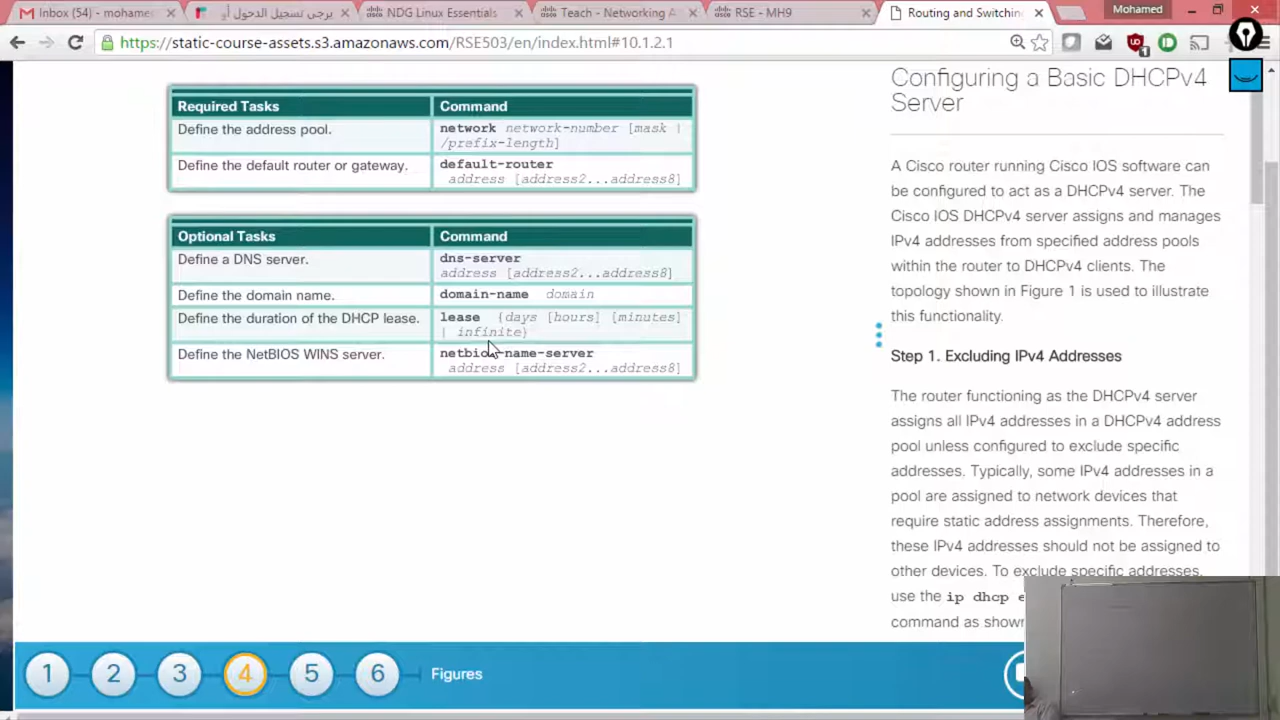 Inbox (54) - mohame
يرجى تسجيل الدخول أو
NDG Linux Essentials
Teach - Networking A
RSE - MH9
Routing and Switchin
Mohamed
https://static-course-assets.s3.amazonaws.com/RSE503/en/index.html#10.1.2.1
Required Tasks
Command
Define the address pool.
network network-number [mask |
/prefix-length]
Define the default router or gateway.
default-router
address [address2...address8]
Optional Tasks
Command
Define a DNS server.
dns-server
address [address2...address8]
Define the domain name.
domain-name domain
Define the duration of the DHCP lease.
lease {days [hours] [minutes]
| infinite}
Define the NetBIOS WINS server.
netbios-name-server
address [address2...address8]
Configuring a Basic DHCPv4
Server
A Cisco router running Cisco IOS software can
be configured to act as a DHCPv4 server. The
Cisco IOS DHCPv4 server assigns and manages
IPv4 addresses from specified address pools
within the router to DHCPv4 clients. The
topology shown in Figure 1 is used to illustrate
this functionality.
Step 1. Excluding IPv4 Addresses
The router functioning as the DHCPv4 server
assigns all IPv4 addresses in a DHCPv4 address
pool unless configured to exclude specific
addresses. Typically, some IPv4 addresses in a
pool are assigned to network devices that
require static address assignments. Therefore,
these IPv4 addresses should not be assigned to
other devices. To exclude specific addresses,
use the ip dhcp e
command as shown
1 2 3 4 5 6 Figures